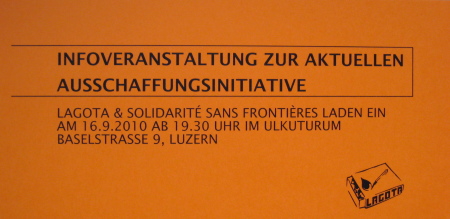 INFOVERANSTALTUNG ZUR AKTUELLEN
AUSSCHAFFUNGSINITIATIVE
LAGOTA & SOLIDARITÉ SANS FRONTIÈRES LADEN EIN
AM 16.9.2010 AB 19.30 UHR IM ULKUTURUM
BASELSTRASSE 9, LUZERN
LAGOTA